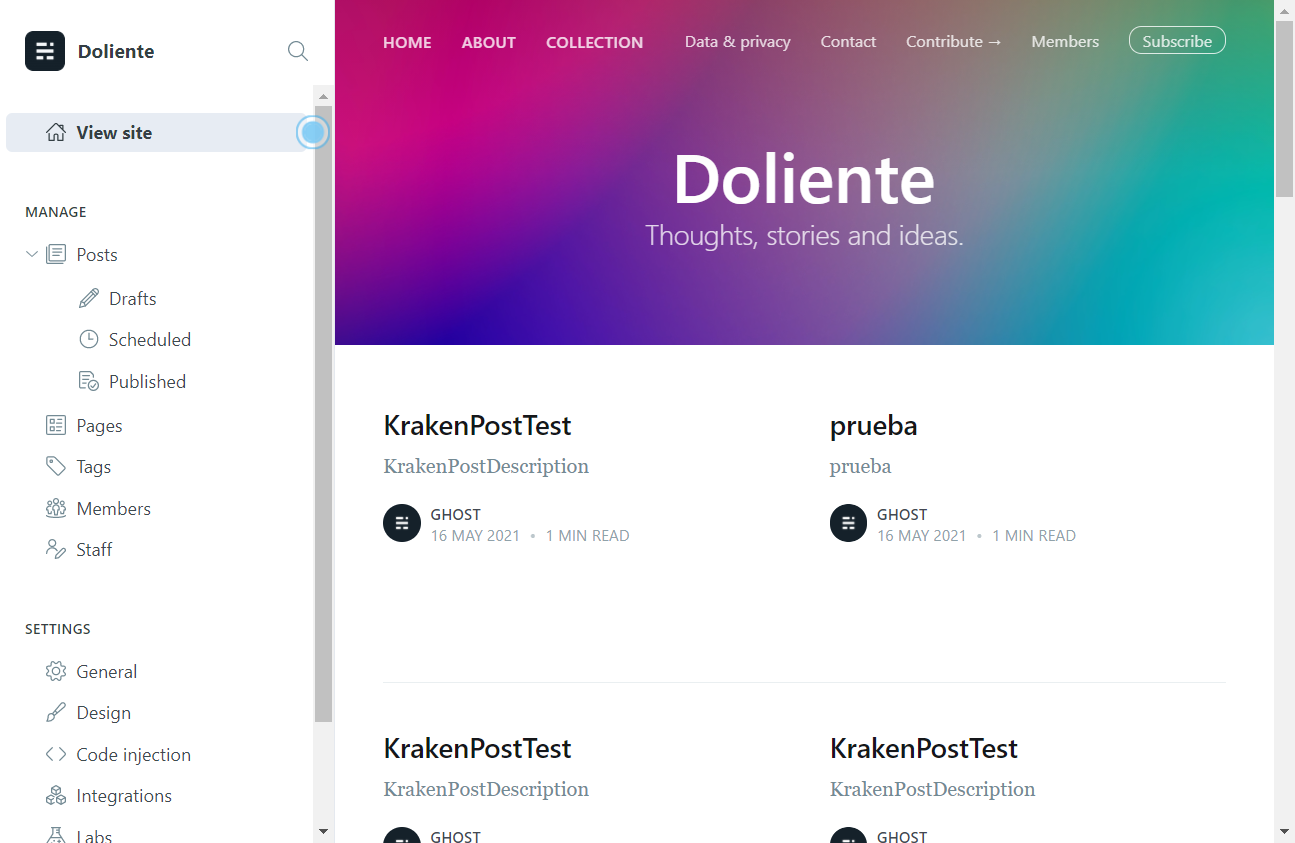 Doliente
View site
MANAGE
Posts
Drafts
Scheduled
Published
Pages
Tags
Members
Staff
SETTINGS
General
Design
Code injection
Integrations
Labs
HOME ABOUT COLLECTION Data & privacy Contact Contribute → Members Subscribe
Doliente
Thoughts, stories and ideas.
KrakenPostTest
KrakenPostDescription
GHOST
16 MAY 2021 • 1 MIN READ
prueba
prueba
GHOST
16 MAY 2021 • 1 MIN READ
KrakenPostTest
KrakenPostDescription
GHOST
KrakenPostTest
KrakenPostDescription
GHOST